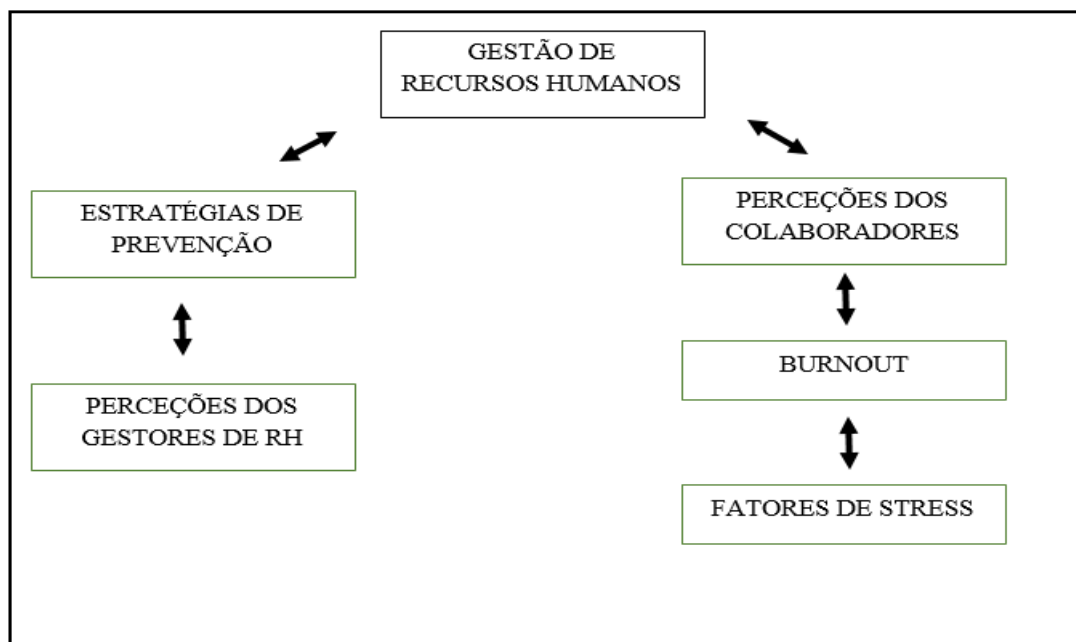 GESTÃO DE
RECURSOS HUMANOS
ESTRATÉGIAS DE
PREVENÇÃO
PERCEÇÕES DOS
GESTORES DE RH
PERCEÇÕES DOS
COLABORADORES
BURNOUT
FATORES DE STRESS